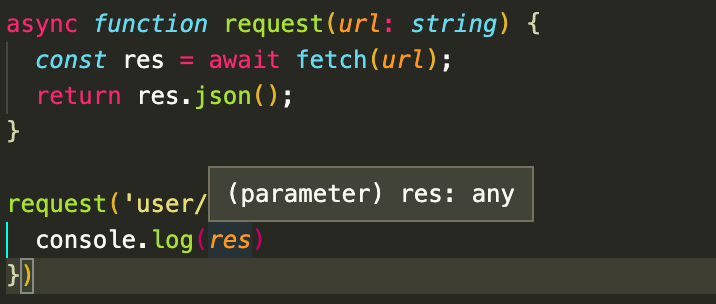 async function request(url: string) {
const res = await fetch(url);
return res.json();
}
(parameter) res: any
request('user/
console.log(res)
})